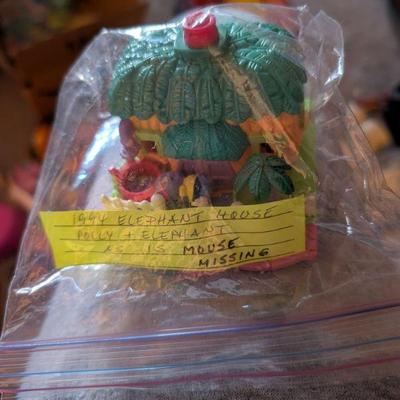 1994 ELEPHANT HOUSE
POLLY + ELEPHANT
AS IS MOUSE
MISSING